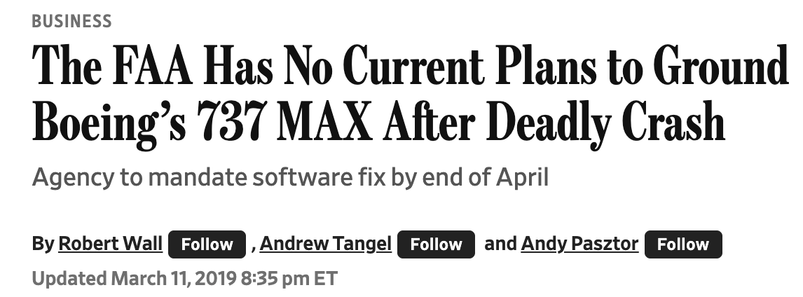 BUSINESS
The FAA Has No Current Plans to Ground
Boeing’s 737 MAX After Deadly Crash
Agency to mandate software fix by end of April
By Robert Wall Follow , Andrew Tangel Follow and Andy Pasztor Follow
Updated March 11, 2019 8:35 pm ET